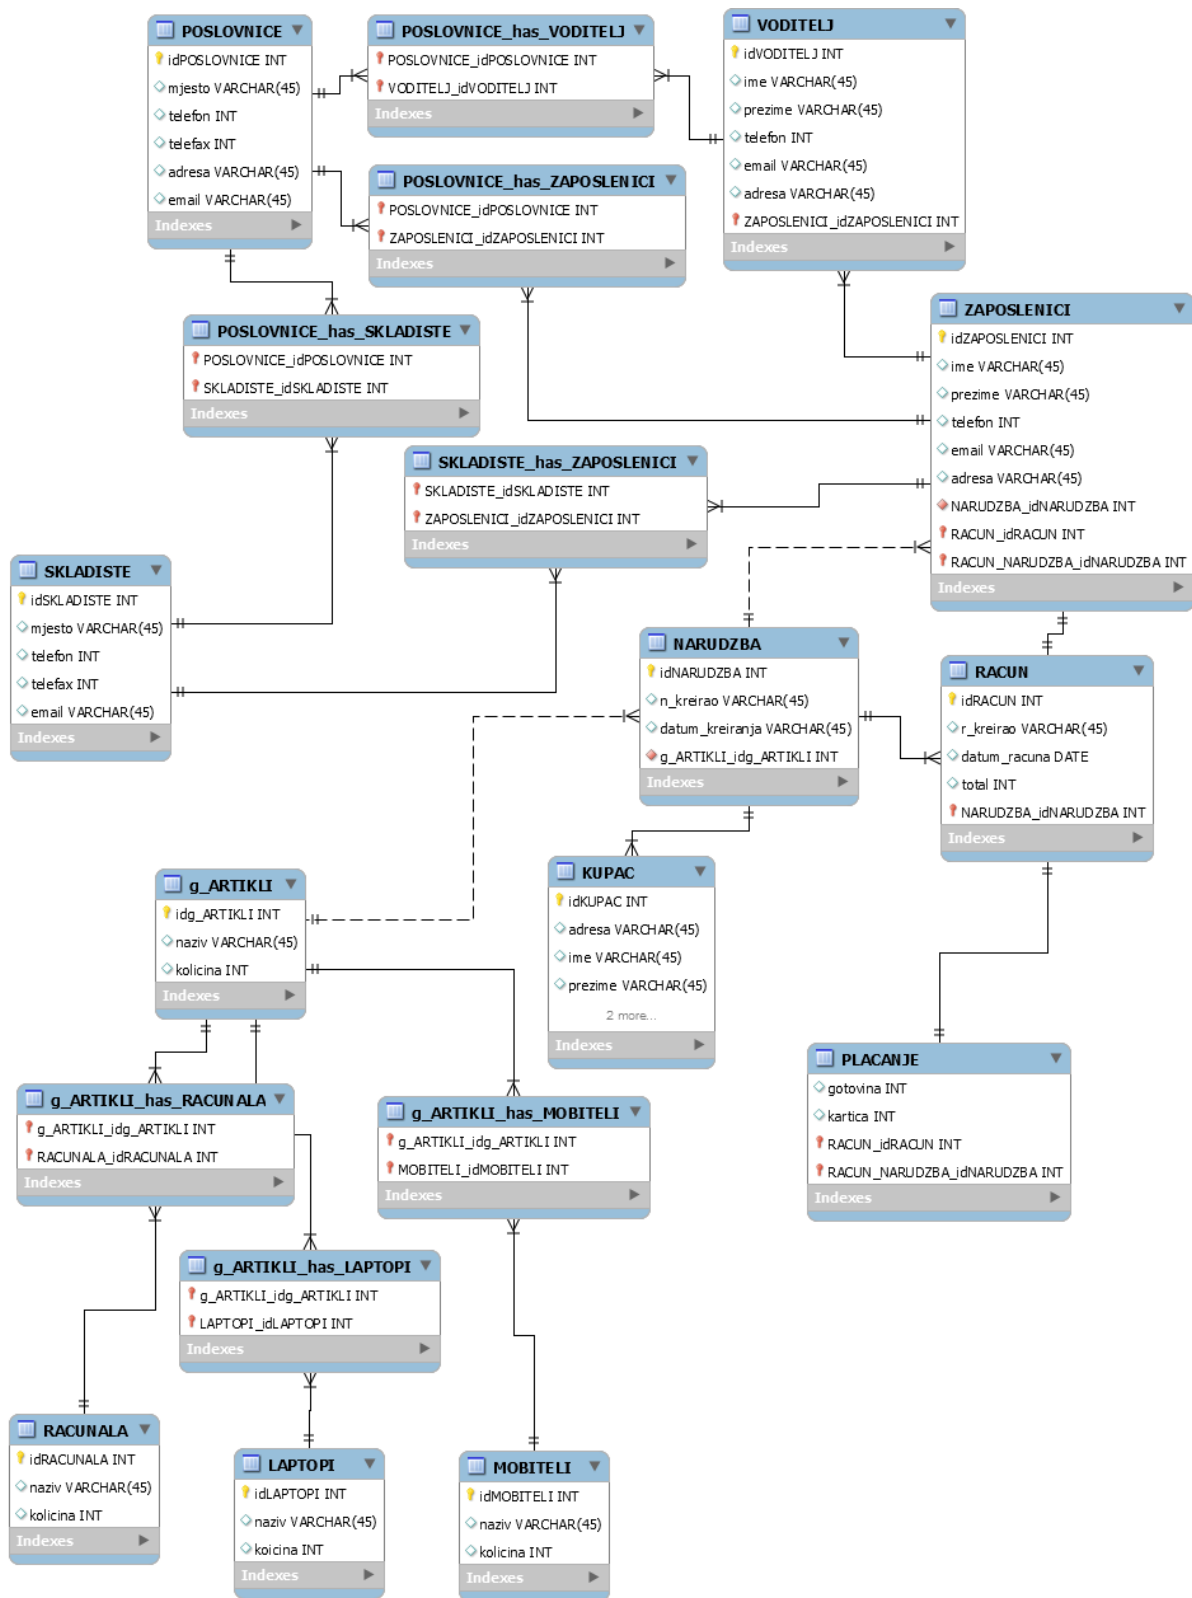 POSLOVNICE
idPOSLOVNICE INT
mjesto VARCHAR(45)
telefon INT
telefax INT
adresa VARCHAR(45)
email VARCHAR(45)
Indexes
POSLOVNICE_has_VODITELJ
POSLOVNICE_idPOSLOVNICE INT
VODITELJ_idVODITELJ INT
Indexes
VODITELJ
idVODITELJ INT
ime VARCHAR(45)
prezime VARCHAR(45)
telefon INT
email VARCHAR(45)
adresa VARCHAR(45)
ZAPOSLENICI_idZAPOSLENICI INT
Indexes
POSLOVNICE_has_ZAPOSLENICI
POSLOVNICE_idPOSLOVNICE INT
ZAPOSLENICI_idZAPOSLENICI INT
Indexes
POSLOVNICE_has_SKLADISTE
POSLOVNICE_idPOSLOVNICE INT
SKLADISTE_idSKLADISTE INT
Indexes
ZAPOSLENICI
idZAPOSLENICI INT
ime VARCHAR(45)
prezime VARCHAR(45)
telefon INT
email VARCHAR(45)
adresa VARCHAR(45)
NARUDZBA_idNARUDZBA INT
RACUN_idRACUN INT
RACUN_NARUDZBA_idNARUDZBA INT
Indexes
SKLADISTE_has_ZAPOSLENICI
SKLADISTE_idSKLADISTE INT
ZAPOSLENICI_idZAPOSLENICI INT
Indexes
SKLADISTE
idSKLADISTE INT
mjesto VARCHAR(45)
telefon INT
telefax INT
email VARCHAR(45)
Indexes
NARUDZBA
idNARUDZBA INT
n_kreirao VARCHAR(45)
datum_kreiranja VARCHAR(45)
g_ARTIKLI_idg_ARTIKLI INT
Indexes
RACUN
idRACUN INT
r_kreirao VARCHAR(45)
datum_racuna DATE
total INT
NARUDZBA_idNARUDZBA INT
Indexes
g_ARTIKLI
idg_ARTIKLI INT
naziv VARCHAR(45)
kolicina INT
Indexes
KUPAC
idKUPAC INT
adresa VARCHAR(45)
ime VARCHAR(45)
prezime VARCHAR(45)
2 more...
Indexes
PLACANJE
gotovina INT
kartica INT
RACUN_idRACUN INT
RACUN_NARUDZBA_idNARUDZBA INT
Indexes
g_ARTIKLI_has_RACUNALA
g_ARTIKLI_idg_ARTIKLI INT
RACUNALA_idRACUNALA INT
Indexes
g_ARTIKLI_has_MOBITELI
g_ARTIKLI_idg_ARTIKLI INT
MOBITELI_idMOBITELI INT
Indexes
g_ARTIKLI_has_LAPTOPI
g_ARTIKLI_idg_ARTIKLI INT
LAPTOPI_idLAPTOPI INT
Indexes
RACUNALA
idRACUNALA INT
naziv VARCHAR(45)
kolicina INT
Indexes
LAPTOPI
idLAPTOPI INT
naziv VARCHAR(45)
koicina INT
Indexes
MOBITELI
idMOBITELI INT
naziv VARCHAR(45)
kolicina INT
Indexes